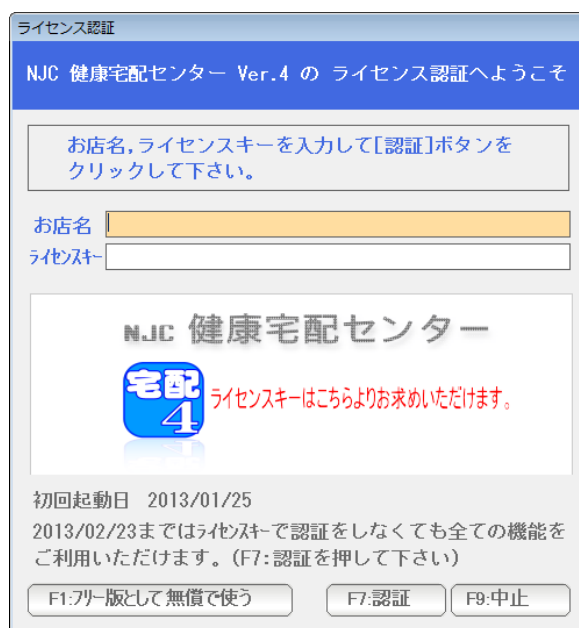 ライセンス認証
NJC 健康宅配センター Ver.4 の ライセンス認証へようこそ
お店名,ライセンスキーを入力して[認証]ボタンを
クリックして下さい。
お店名
ﾗｲｾﾝｽｷｰ
NJC 健康宅配センター
宅配
4
ライセンスキーはこちらよりお求めいただけます。
初回起動日 2013/01/25
2013/02/23まではﾗｲｾﾝｽｷｰで認証をしなくても全ての機能を
ご利用いただけます。(F7:認証を押して下さい)
F1:ﾌﾘｰ版として無償で使う
F7:認証
F9:中止